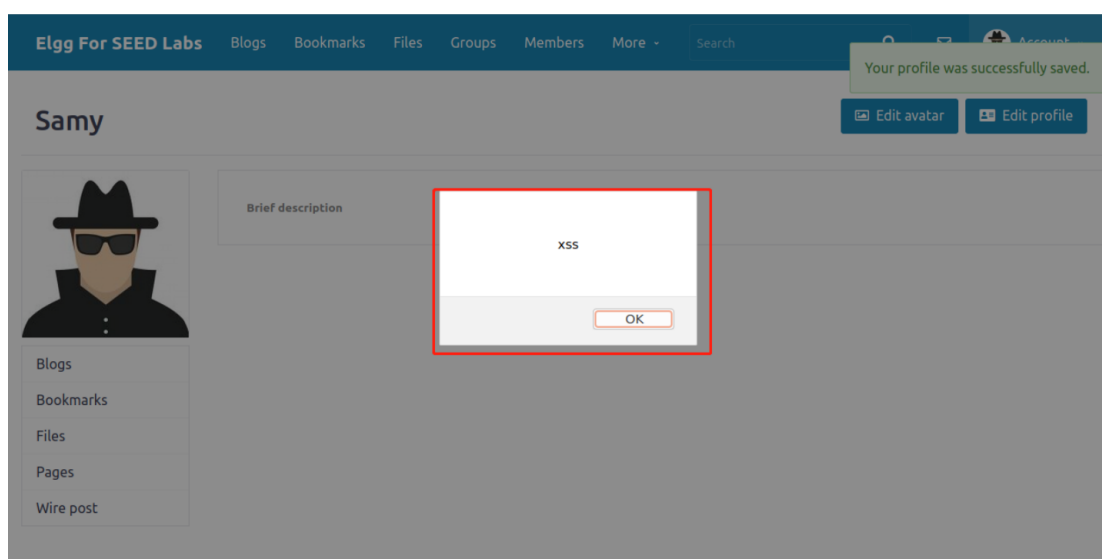 Elgg For SEED Labs Blogs Bookmarks Files Groups Members More Search Account
Your profile was successfully saved.
Samy
Edit avatar Edit profile
Brief description
xss
OK
Blogs
Bookmarks
Files
Pages
Wire post